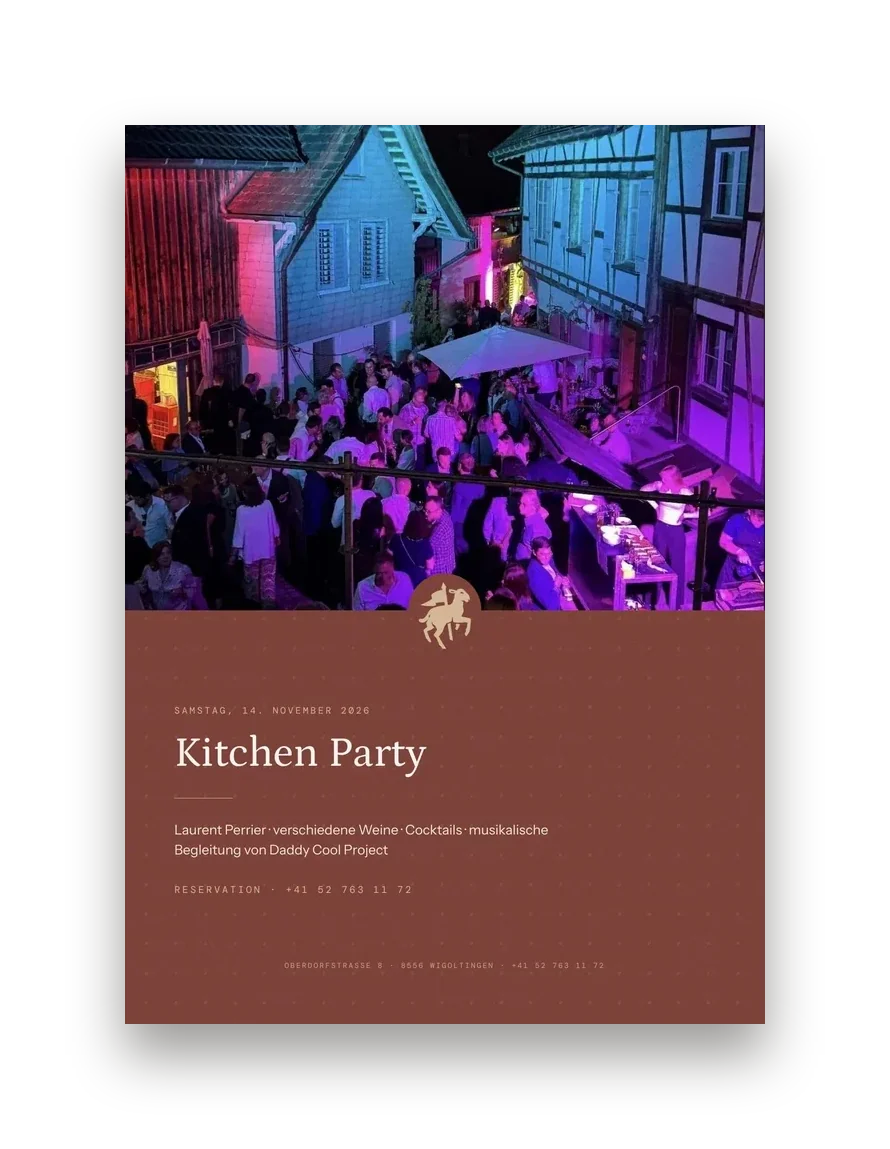 SAMSTAG, 14. NOVEMBER 2026
Kitchen Party
Laurent Perrier · verschiedene Weine · Cocktails · musikalische
Begleitung von Daddy Cool Project
RESERVATION · +41 52 763 11 72
OBERDORFSTRASSE 8 · 8556 WIGOLTINGEN · +41 52 763 11 72